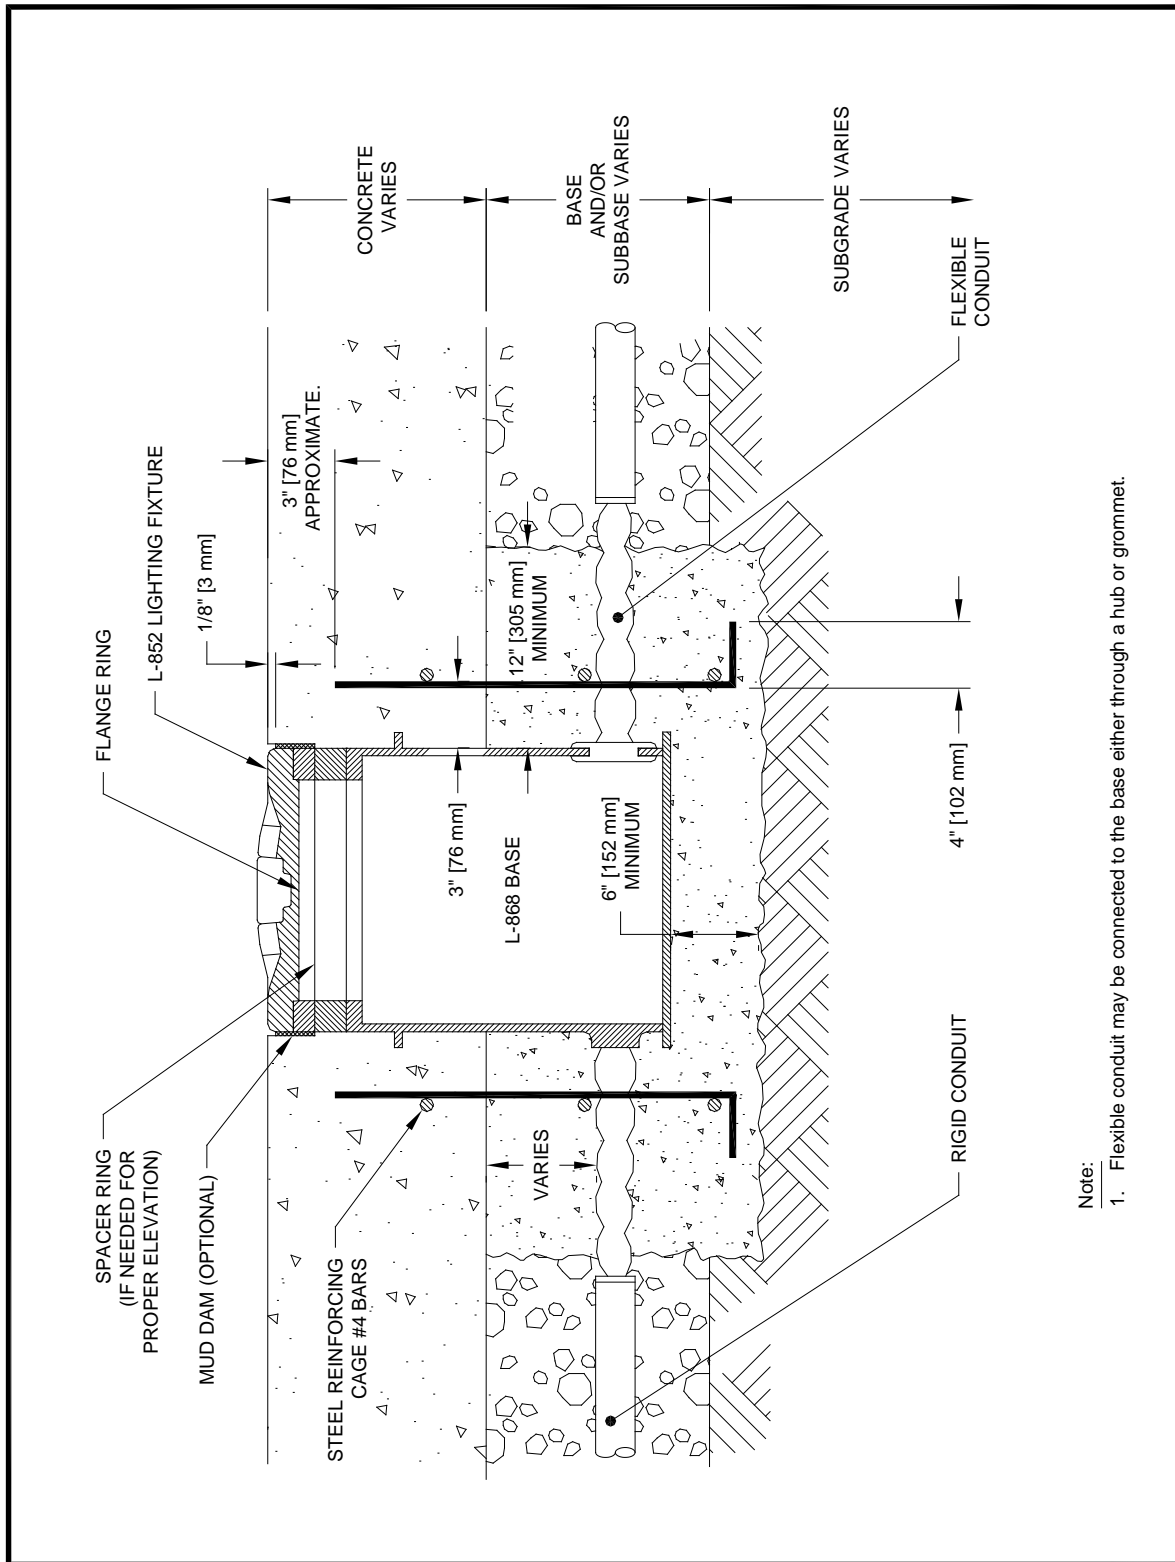 SPACER RING
(IF NEEDED FOR
PROPER ELEVATION)
MUD DAM (OPTIONAL)
STEEL REINFORCING
CAGE #4 BARS
FLANGE RING
L-852 LIGHTING FIXTURE
1/8" [3 mm]
3" [76 mm]
APPROXIMATE.
CONCRETE
VARIES
BASE
AND/OR
SUBBASE VARIES
SUBGRADE VARIES
3" [76 mm]
12" [305 mm]
MINIMUM
L-868 BASE
6" [152 mm]
MINIMUM
VARIES
4" [102 mm]
RIGID CONDUIT
FLEXIBLE
CONDUIT
Note:
1. Flexible conduit may be connected to the base either through a hub or grommet.